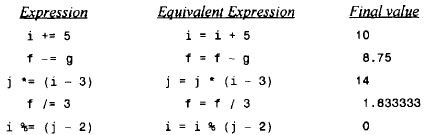 Expression Equivalent Expression Final value
i += 5 i = i + 5 10
f -= g f = f - g 8.75
j *= (i - 3) j = j * (i - 3) 14
f /= 3 f = f / 3 1.833333
i %= (j - 2) i = i % (j - 2) 0